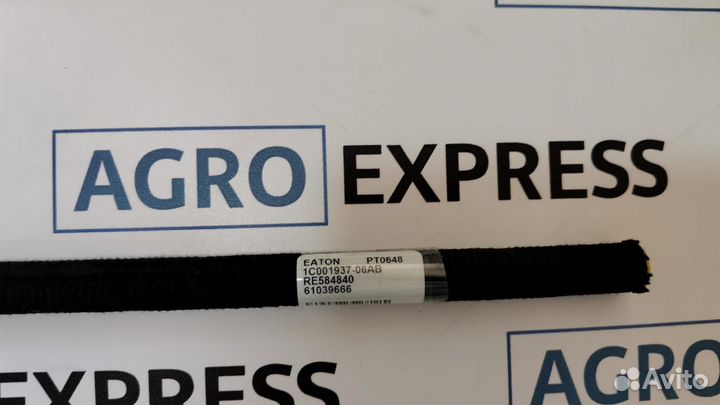 AGRO EXPRESS
EATON PT0648
1C001937-06AB
RE584840
61039666
EXPRESS
AGRO
Avito